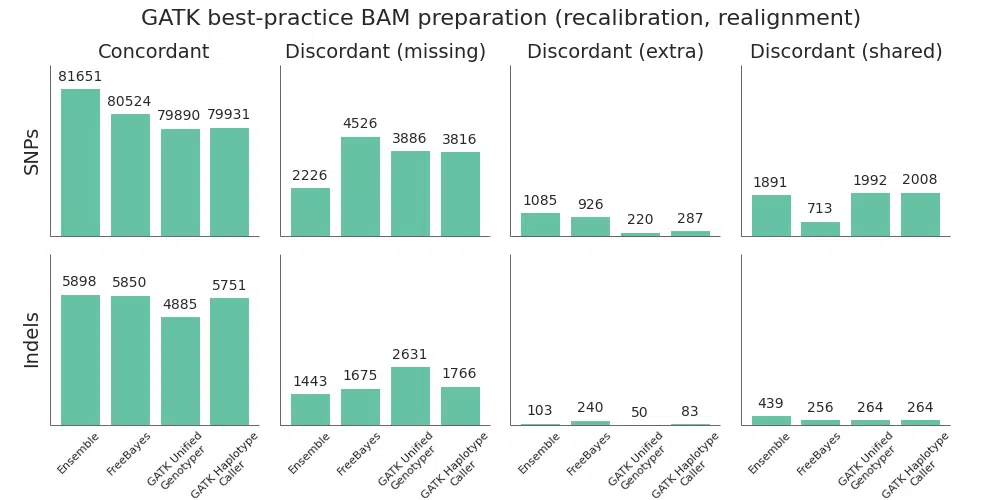 GATK best-practice BAM preparation (recalibration, realignment)
Concordant
Discordant (missing)
Discordant (extra)
Discordant (shared)
SNPs
81651
80524
79890
79931
2226
4526
3886
3816
1085
926
220
287
1891
713
1992
2008
Indels
5898
5850
4885
5751
1443
1675
2631
1766
103
240
50
83
439
256
264
264
Ensemble
FreeBayes
GATK Unified
Genotyper
GATK Haplotype
Caller
Ensemble
FreeBayes
GATK Unified
Genotyper
GATK Haplotype
Caller
Ensemble
FreeBayes
GATK Unified
Genotyper
GATK Haplotype
Caller
Ensemble
FreeBayes
GATK Unified
Genotyper
GATK Haplotype
Caller